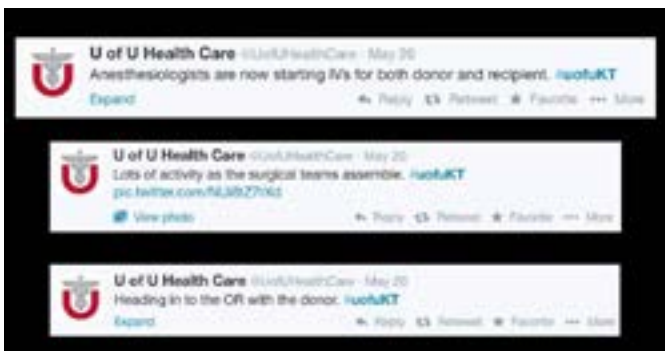 U of U Health Care @UofUHealthCare · May 20
Anesthesiologists are now starting IVs for both donor and recipient. #uofuKT
Expand Reply Retweet Favorite More
U of U Health Care @UofUHealthCare · May 20
Lots of activity as the surgical teams assemble. #uofuKT
View photo Reply Retweet Favorite More
U of U Health Care @UofUHealthCare · May 20
Heading in to the OR with the donor. #uofuKT
Expand Reply Retweet Favorite More